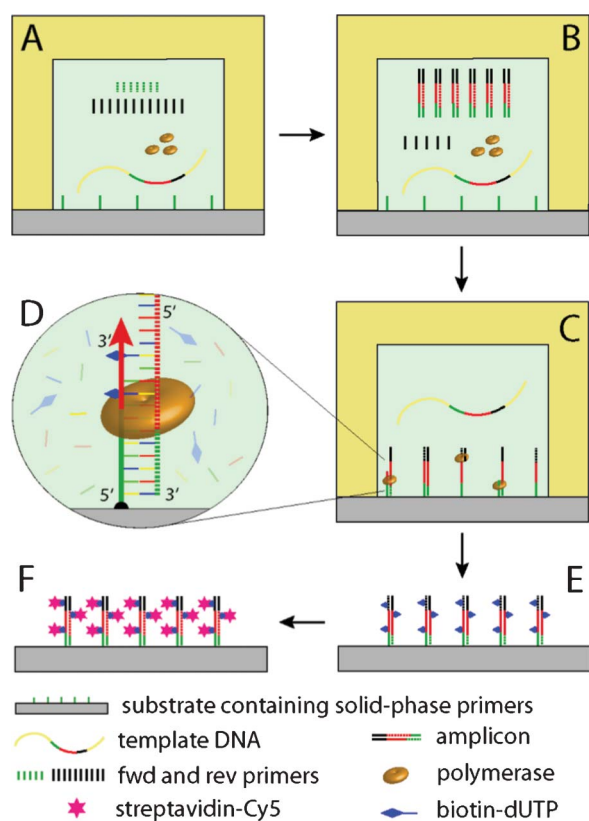 A
B
D
5'
3'
C
5'
3'
F
E
substrate containing solid-phase primers
template DNA
amplicon
fwd and rev primers
polymerase
streptavidin-Cy5
biotin-dUTP